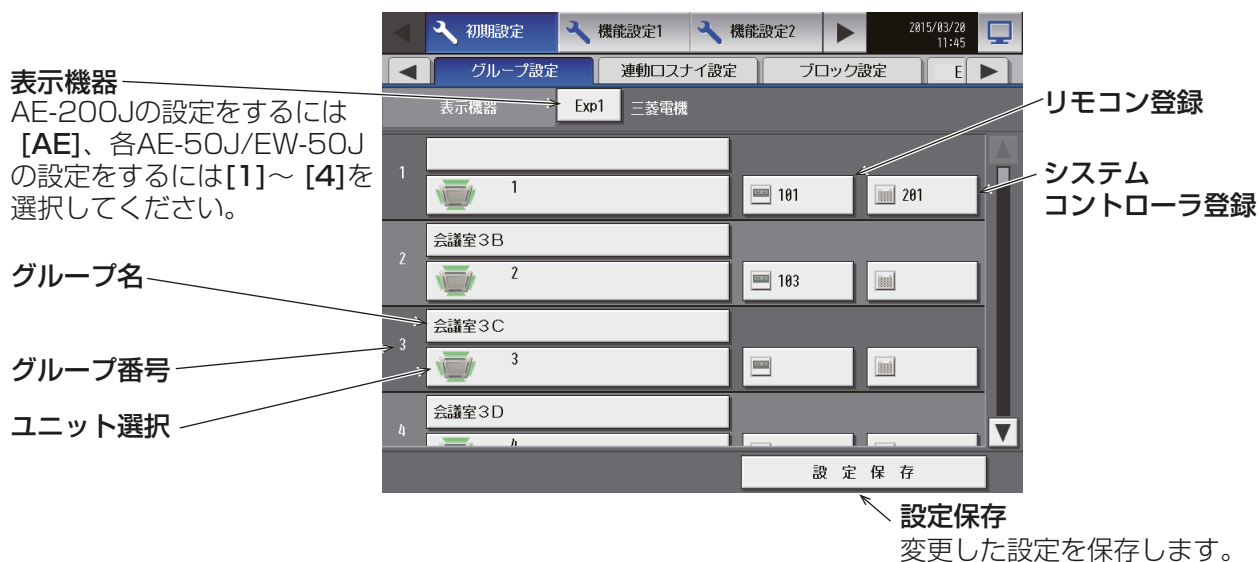 初期設定
機能設定1
機能設定2
2015/03/20
11:45
グループ設定
連動ロスナイ設定
ブロック設定
E
表示機器
Exp1
三菱電機
1
1
101
201
2
会議室3B
2
103
3
会議室3C
3
4
会議室3D
4
設 定 保 存
表示機器
AE-200Jの設定をするには
[AE]、各AE-50J/EW-50J
の設定をするには[1]～ [4]を
選択してください。
グループ名
グループ番号
ユニット選択
リモコン登録
システム
コントローラ登録
設定保存
変更した設定を保存します。